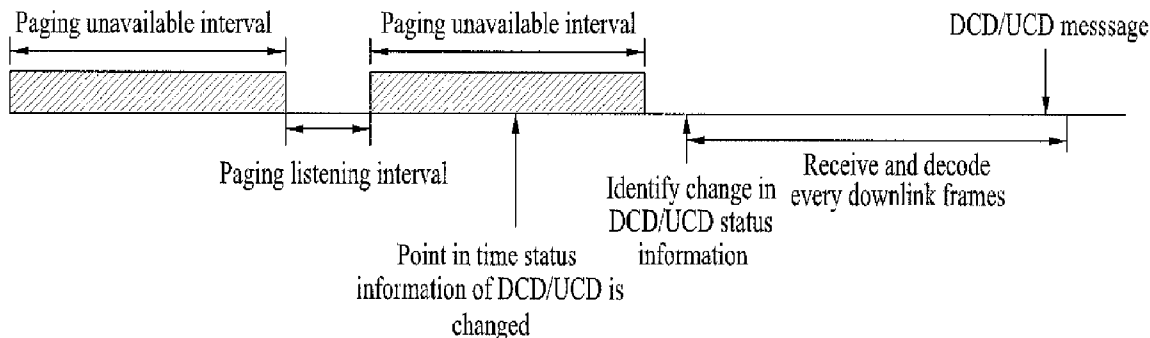 Paging unavailable interval
Paging unavailable interval
DCD/UCD messsage
Paging listening interval
Receive and decode
every downlink frames
Identify change in
DCD/UCD status
information
Point in time status
information of DCD/UCD is
changed